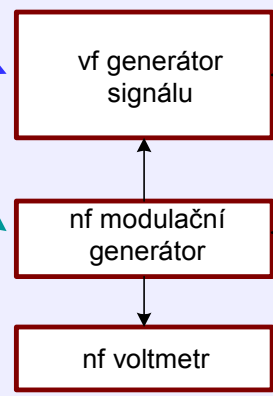 vf generátor
signálu
nf modulační
generátor
nf voltmetr